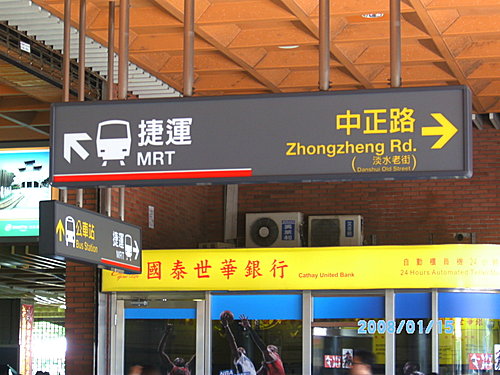 捷運
MRT
中正路
Zhongzheng Rd.
(淡水老街)
Danshui Old Street
公車站
Bus Station
捷運
MRT
國泰世華銀行
Cathay United Bank
24 Hours Automated
2008/01/15